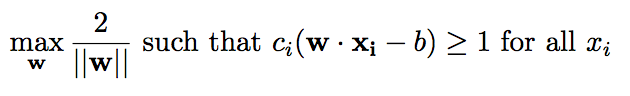 max_w 2/||w|| such that c_i(w · x_i − b) ≥ 1 for all x_i